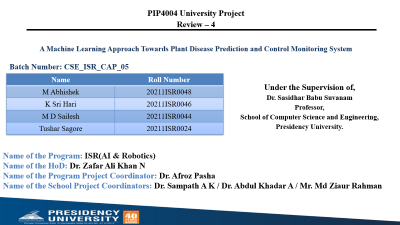 PIP4004 University Project
Review – 4
A Machine Learning Approach Towards Plant Disease Prediction and Control Monitoring System
Batch Number: CSE_ISR_CAP_05
Name Roll Number
M Abhishek 20211ISR0048
K Sri Hari 20211ISR0046
M D Sailesh 20211ISR0044
Tushar Sagore 20211ISR0024
Under the Supervision of,
Dr. Sasidhar Babu Suvanam
Professor,
School of Computer Science and Engineering,
Presidency University.
Name of the Program: ISR(AI & Robotics)
Name of the HoD: Dr. Zafar Ali Khan N
Name of the Program Project Coordinator: Dr. Afroz Pasha
Name of the School Project Coordinators: Dr. Sampath A K / Dr. Abdul Khadar A / Mr. Md Ziaur Rahman
PRESIDENCY
UNIVERSITY
40
YEARS